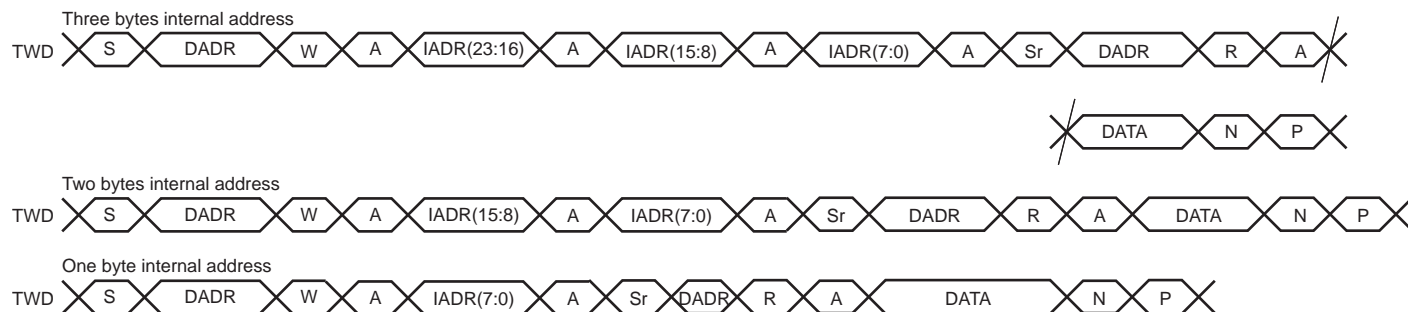 Three bytes internal address
TWD S DADR W A IADR(23:16) A IADR(15:8) A IADR(7:0) A Sr DADR R A
DATA N P
Two bytes internal address
TWD S DADR W A IADR(15:8) A IADR(7:0) A Sr DADR R A DATA N P
One byte internal address
TWD S DADR W A IADR(7:0) A Sr DADR R A DATA N P